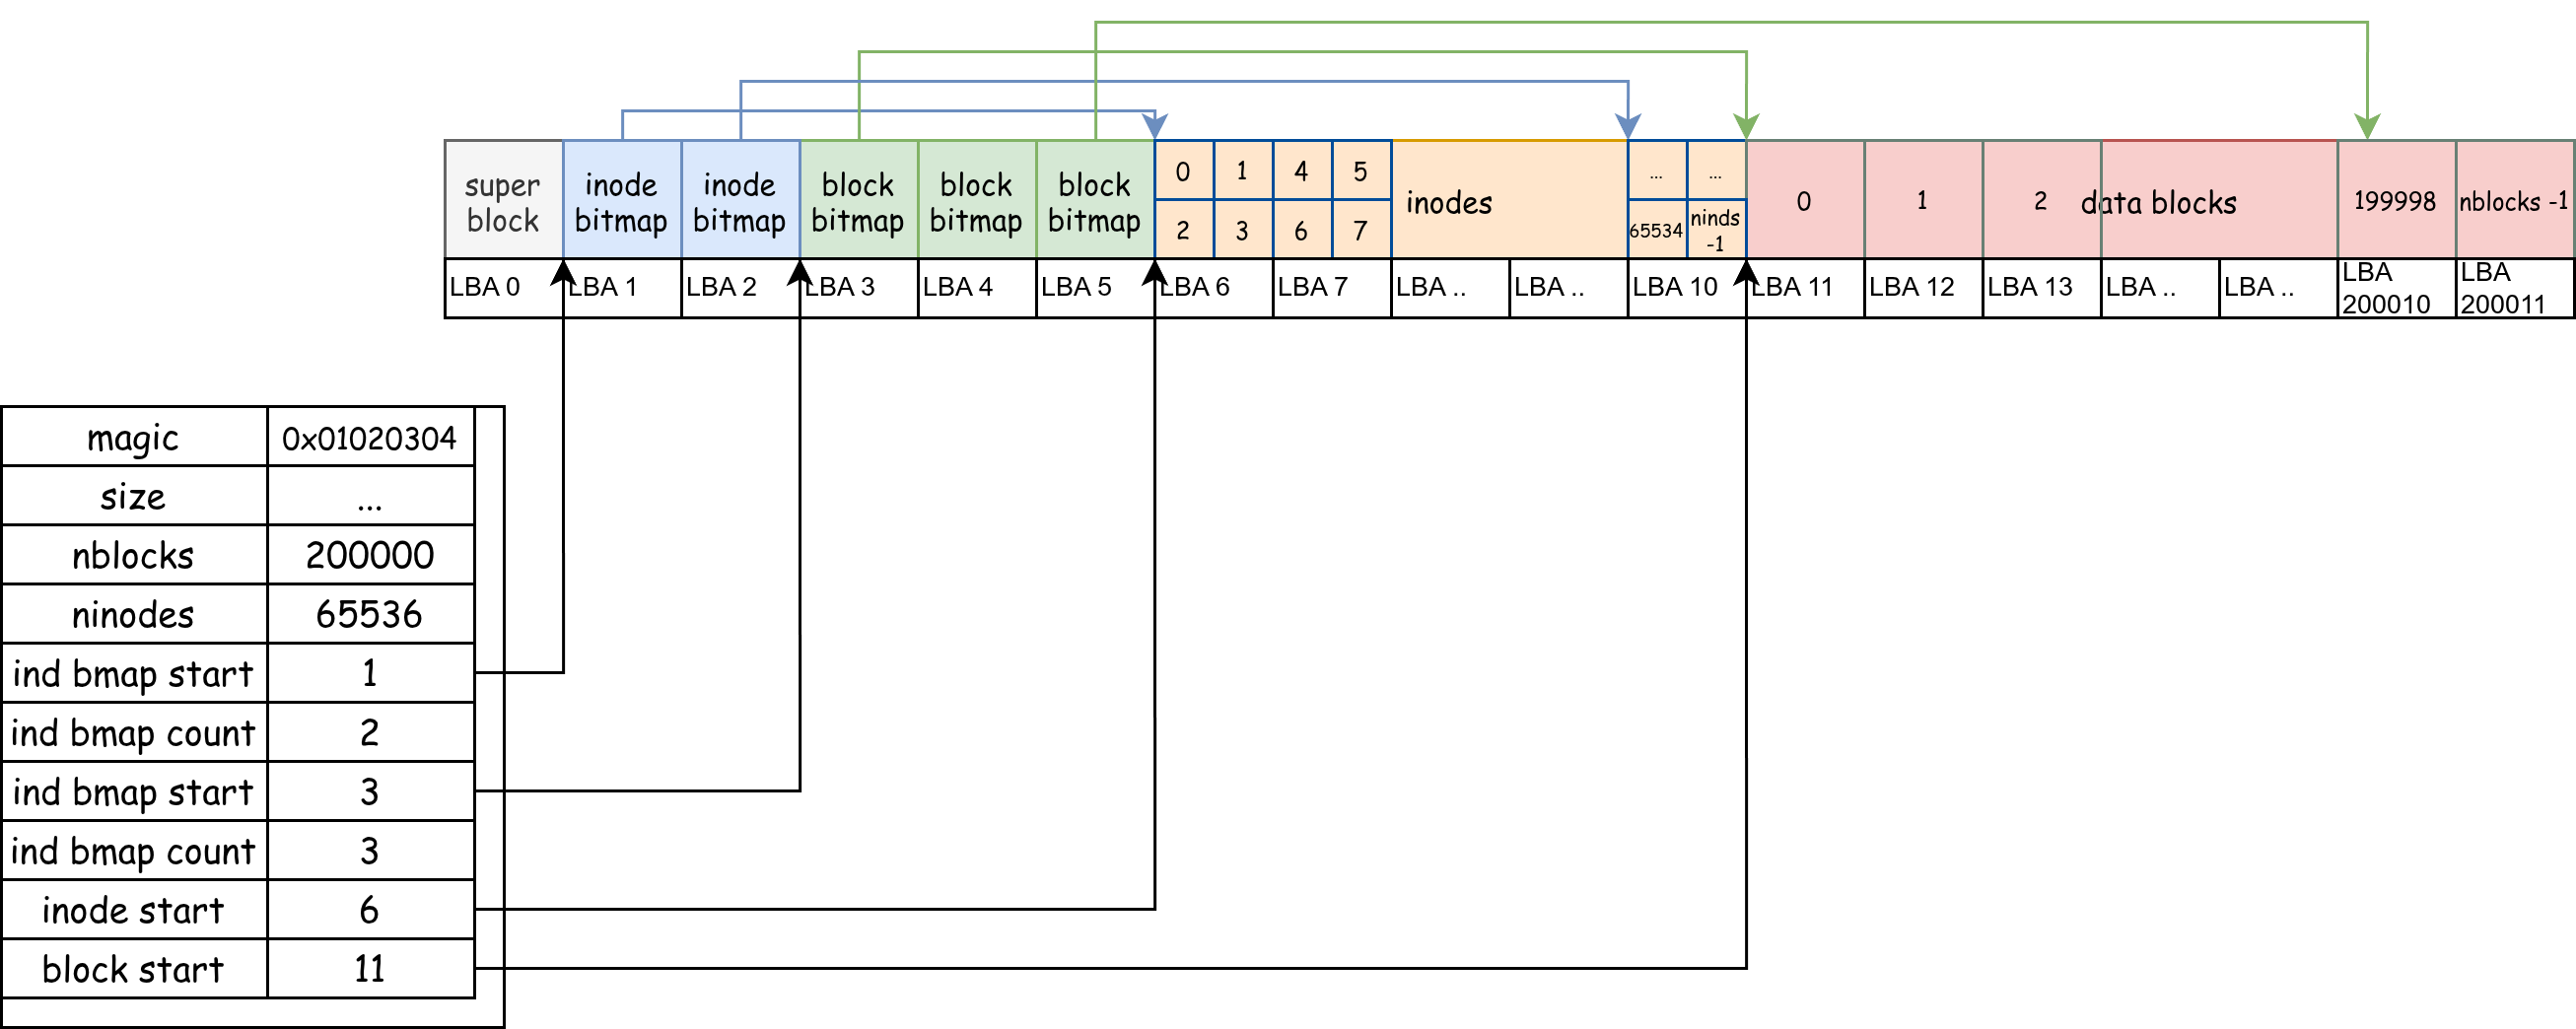 super
block
inode
bitmap
inode
bitmap
block
bitmap
block
bitmap
block
bitmap
0 1 4 5
2 3 6 7
inodes
... ...
65534 ninds
-1
0
1
2
data blocks
199998
nblocks -1
LBA 0
LBA 1
LBA 2
LBA 3
LBA 4
LBA 5
LBA 6
LBA 7
LBA ..
LBA ..
LBA 10
LBA 11
LBA 12
LBA 13
LBA ..
LBA ..
LBA
200010
LBA
200011
magic 0x01020304
size ...
nblocks 200000
ninodes 65536
ind bmap start 1
ind bmap count 2
ind bmap start 3
ind bmap count 3
inode start 6
block start 11